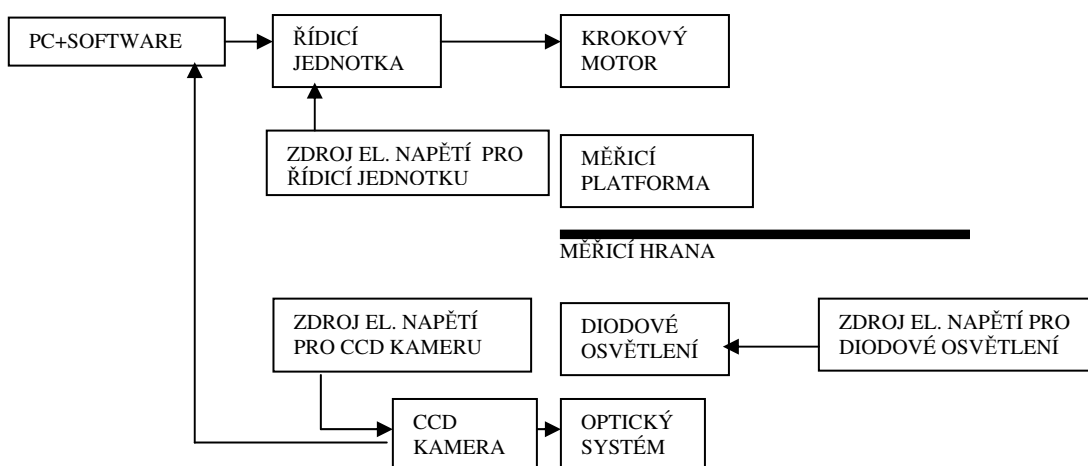 PC+SOFTWARE
ŘÍDICÍ
JEDNOTKA
KROKOVÝ
MOTOR
ZDROJ EL. NAPĚTÍ PRO
ŘÍDICÍ JEDNOTKU
MĚŘICÍ
PLATFORMA
MĚŘICÍ HRANA
ZDROJ EL. NAPĚTÍ
PRO CCD KAMERU
DIODOVÉ
OSVĚTLENÍ
ZDROJ EL. NAPĚTÍ PRO
DIODOVÉ OSVĚTLENÍ
CCD
KAMERA
OPTICKÝ
SYSTÉM